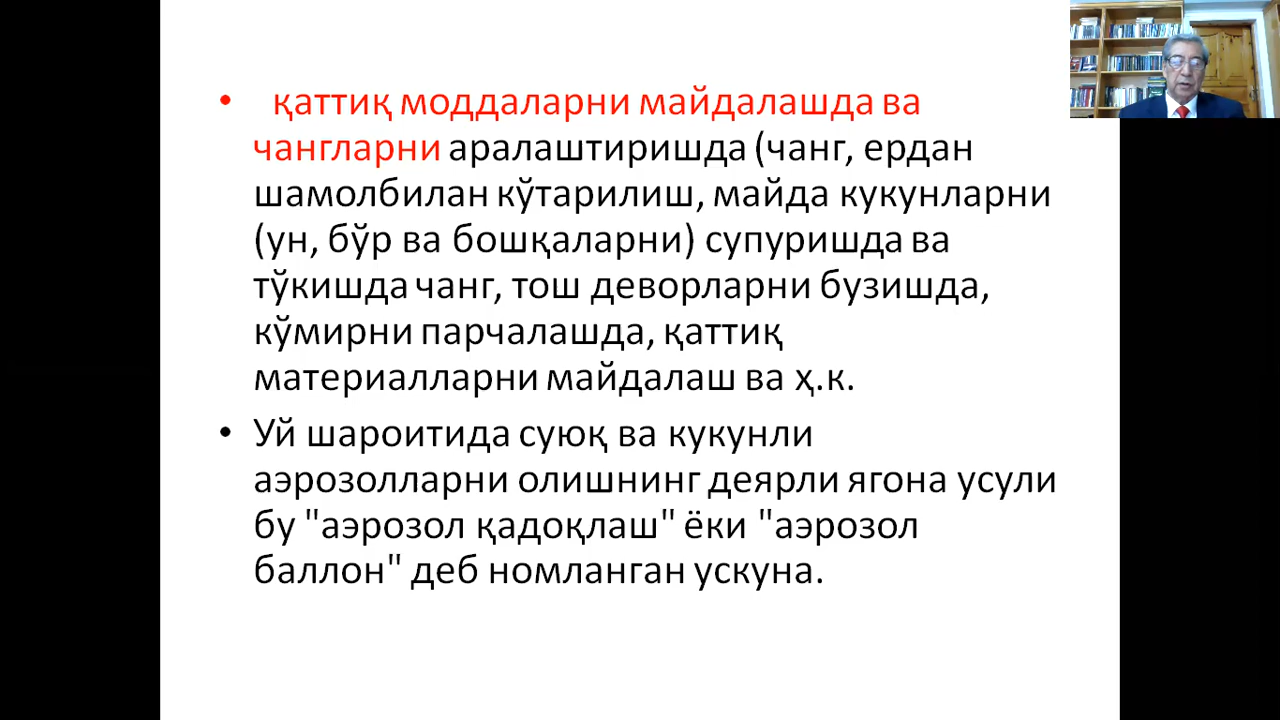 • қаттиқ моддаларни майдалашда ва
чангларни аралаштиришда (чанг, ердан
шамолбилан кўтарилиш, майда кукунларни
(ун, бўр ва бошқаларни) супуришда ва
тўкишда чанг, тош деворларни бузишда,
кўмирни парчалашда, қаттиқ
материалларни майдалаш ва ҳ.к.
• Уй шароитида суюқ ва кукунли
аэрозолларни олишнинг деярли ягона усули
бу "аэрозол қадоқлаш" ёки "аэрозол
баллон" деб номланган ускуна.